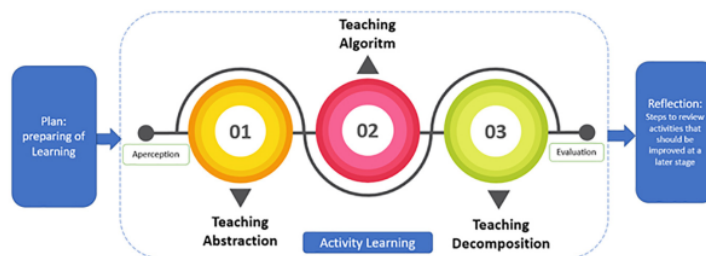 Plan:
preparing of
Learning
Aperception
01
Teaching
Abstraction
Teaching
Algoritm
02
Activity Learning
03
Teaching
Decomposition
Evaluation
Reflection:
Steps to review
activities that
should be
improved at a
later stage